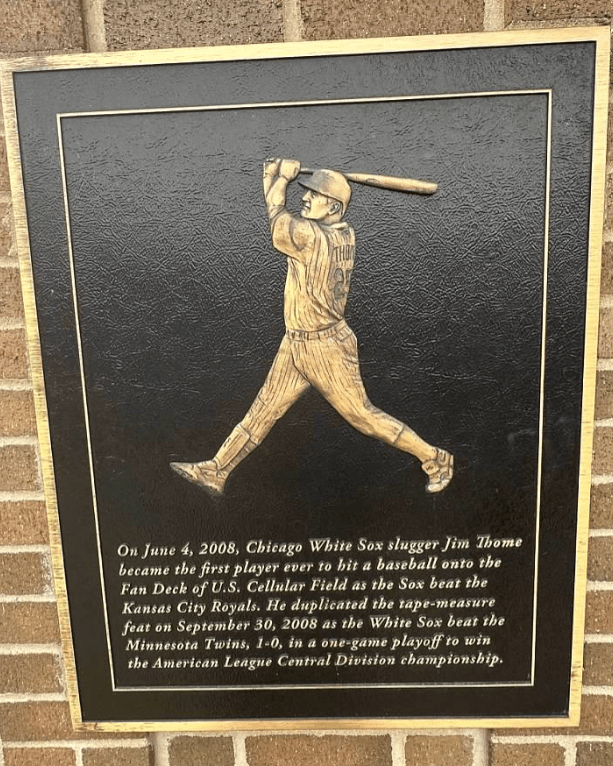 THO
25
On June 4, 2008, Chicago White Sox slugger Jim Thome
became the first player ever to hit a baseball onto the
Fan Deck of U.S. Cellular Field as the Sox beat the
Kansas City Royals. He duplicated the tape-measure
feat on September 30, 2008 as the White Sox beat the
Minnesota Twins, 1-0, in a one-game playoff to win
the American League Central Division championship.